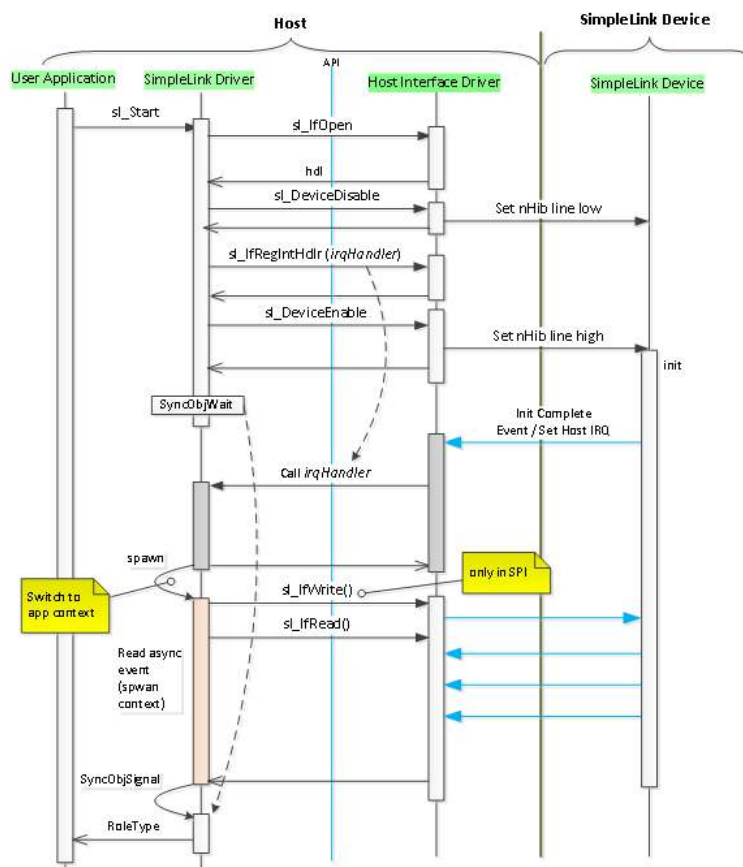 Host
SimpleLink Device
API
User Application
SimpleLink Driver
Host Interface Driver
SimpleLink Device
sl_Start
sl_IfOpen
hdl
sl_DeviceDisable
Set nHib line low
sl_IfRegIntHdlr (irqHandler)
sl_DeviceEnable
Set nHib line high
init
SyncObjWait
Init Complete
Event / Set Host IRQ
Call irqHandler
spawn
only in SPI
Switch to
app context
sl_IfWrite()
sl_IfRead()
Read async
event
(spwan
context)
SyncObjSignal
RoleType